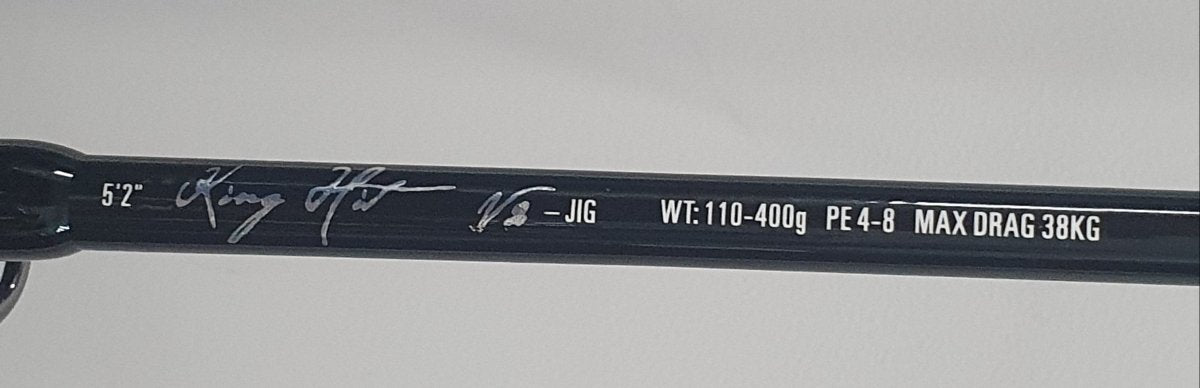 5'2" King Hit V2 – JIG WT: 110-400g PE 4-8 MAX DRAG 38KG